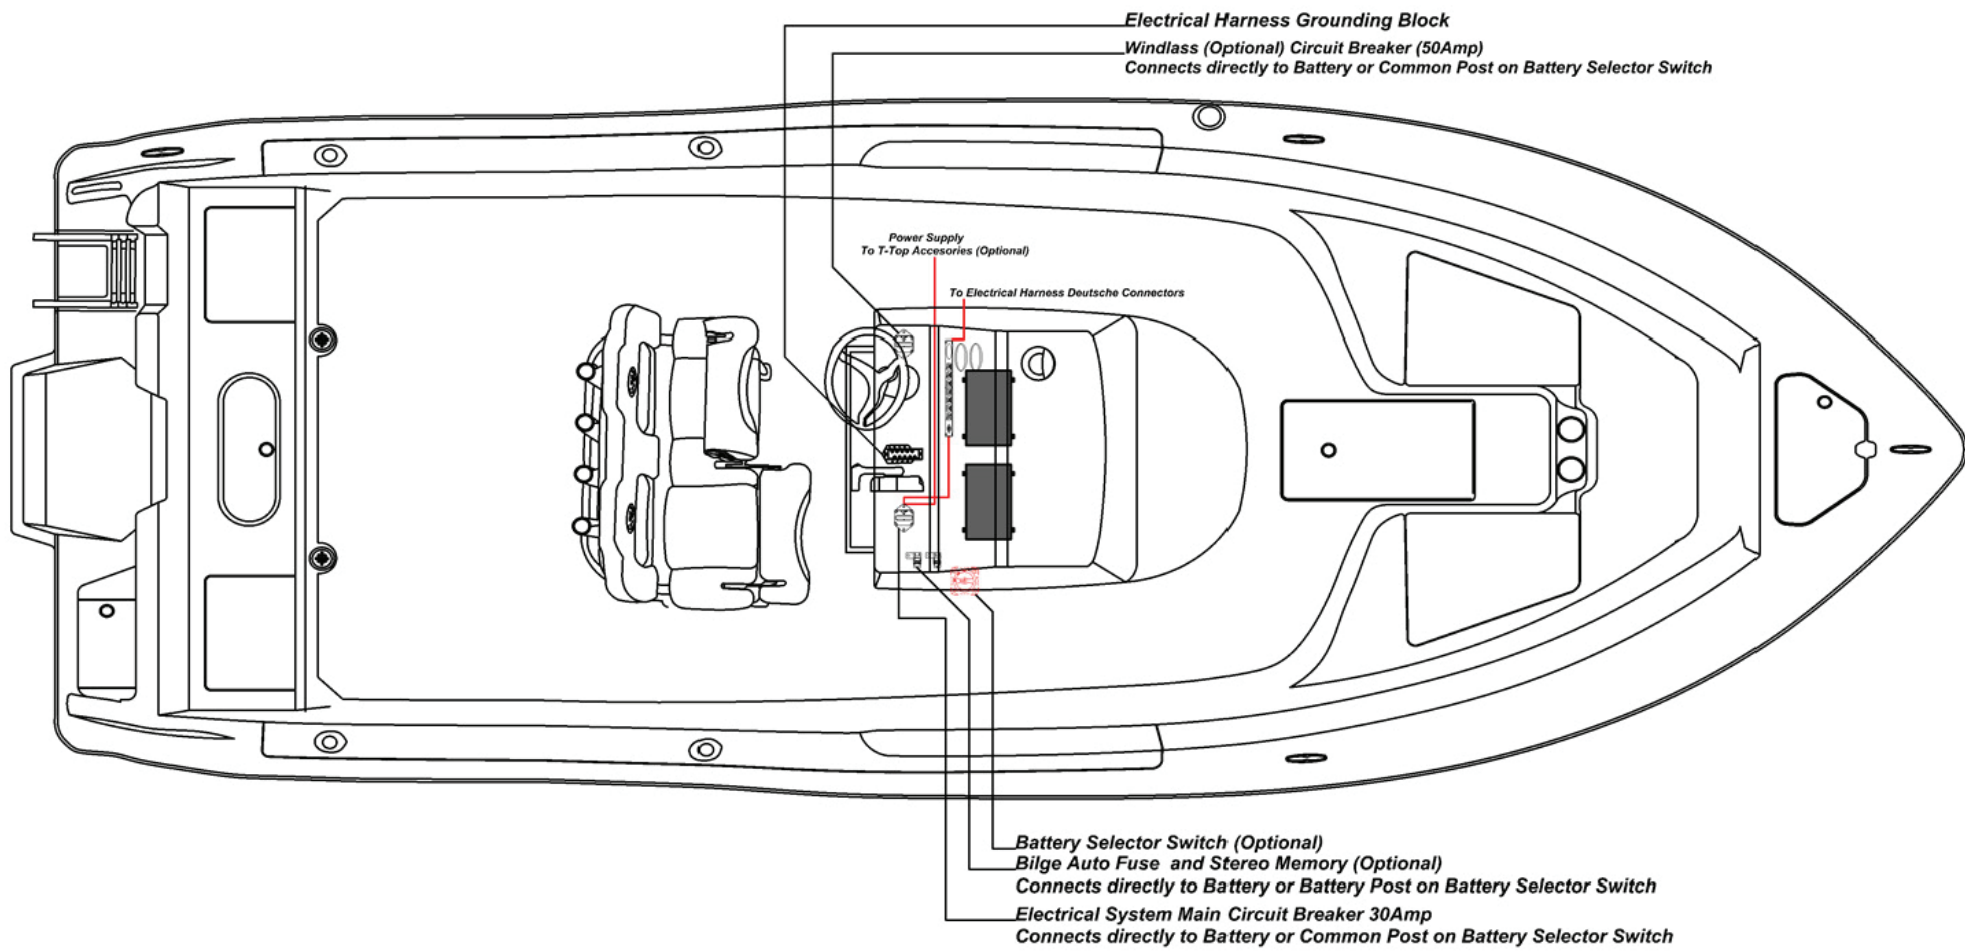 Electrical Harness Grounding Block
Windlass (Optional) Circuit Breaker (50Amp)
Connects directly to Battery or Common Post on Battery Selector Switch
Power Supply
To T-Top Accesories (Optional)
To Electrical Harness Deutsche Connectors
Battery Selector Switch (Optional)
Bilge Auto Fuse and Stereo Memory (Optional)
Connects directly to Battery or Battery Post on Battery Selector Switch
Electrical System Main Circuit Breaker 30Amp
Connects directly to Battery or Common Post on Battery Selector Switch